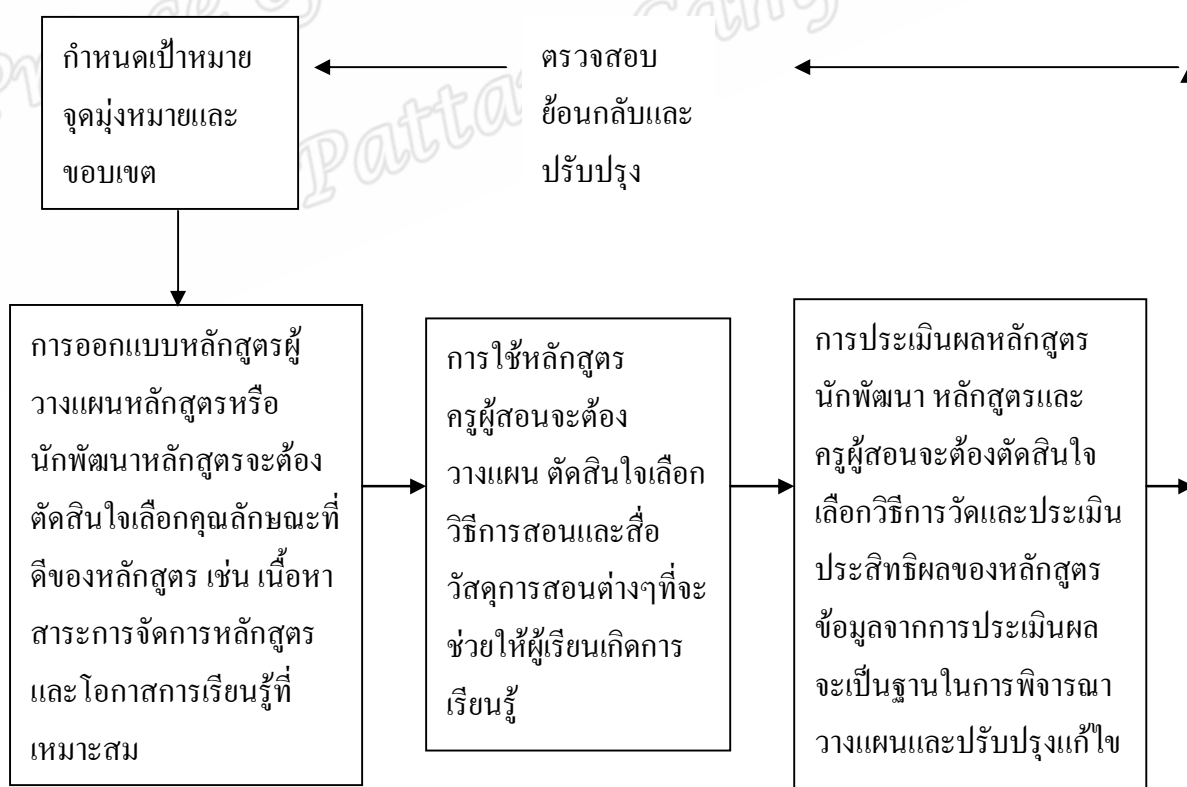 กำหนดเป้าหมาย
จุดมุ่งหมายและ
ขอบเขต
ตรวจสอบ
ย้อนกลับและ
ปรับปรุง
การออกแบบหลักสูตรผู้
วางแผนหลักสูตรหรือ
นักพัฒนาหลักสูตรจะต้อง
ตัดสินใจเลือกคุณลักษณะที่
ดีของหลักสูตร เช่น เนื้อหา
สาระการจัดการหลักสูตร
และโอกาสการเรียนรู้ที่
เหมาะสม
การใช้หลักสูตร
ครูผู้สอนจะต้อง
วางแผน ตัดสินใจเลือก
วิธีการสอนและสื่อ
วัสดุการสอนต่างๆที่จะ
ช่วยให้ผู้เรียนเกิดการ
เรียนรู้
การประเมินผลหลักสูตร
นักพัฒนา หลักสูตรและ
ครูผู้สอนจะต้องตัดสินใจ
เลือกวิธีการวัดและประเมิน
ประสิทธิผลของหลักสูตร
ข้อมูลจากการประเมินผล
จะเป็นฐานในการพิจารณา
วางแผนและปรับปรุงแก้ไข